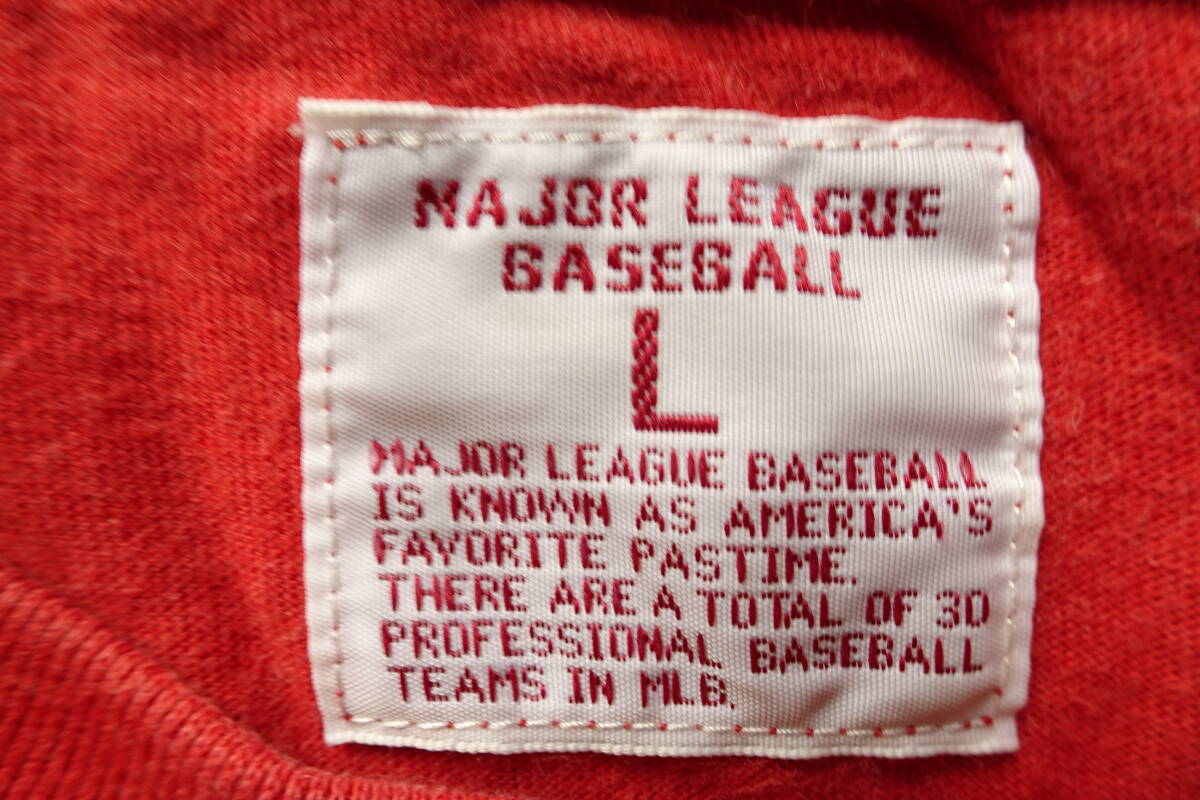 MAJOR LEAGUE
BASEBALL
L
MAJOR LEAGUE BASEBALL
IS KNOWN AS AMERICA'S
FAVORITE PASTIME.
THERE ARE A TOTAL OF 30
PROFESSIONAL BASEBALL
TEAMS IN MLB.